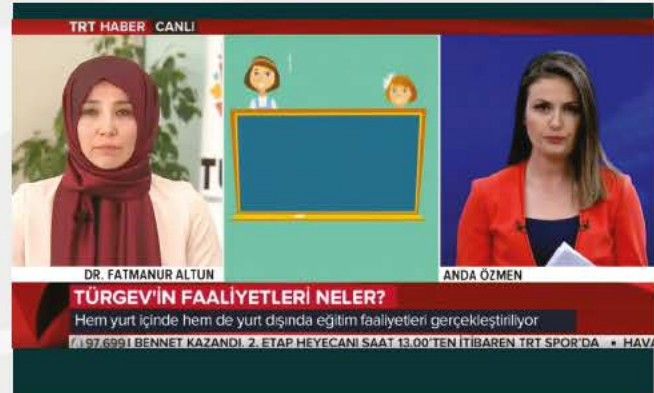 TRT HABER CANLI
TÜ
DR. FATMANUR ALTUN
ANDA ÖZMEN
TÜRGEV'İN FAALİYETLERİ NELER?
Hem yurt içinde hem de yurt dışında eğitim faaliyetleri gerçekleştiriliyor
97.699 BENNET KAZANDI. 2. ETAP HEYECANI SAAT 13.00'TEN İTİBAREN TRT SPOR'DA • HAVA